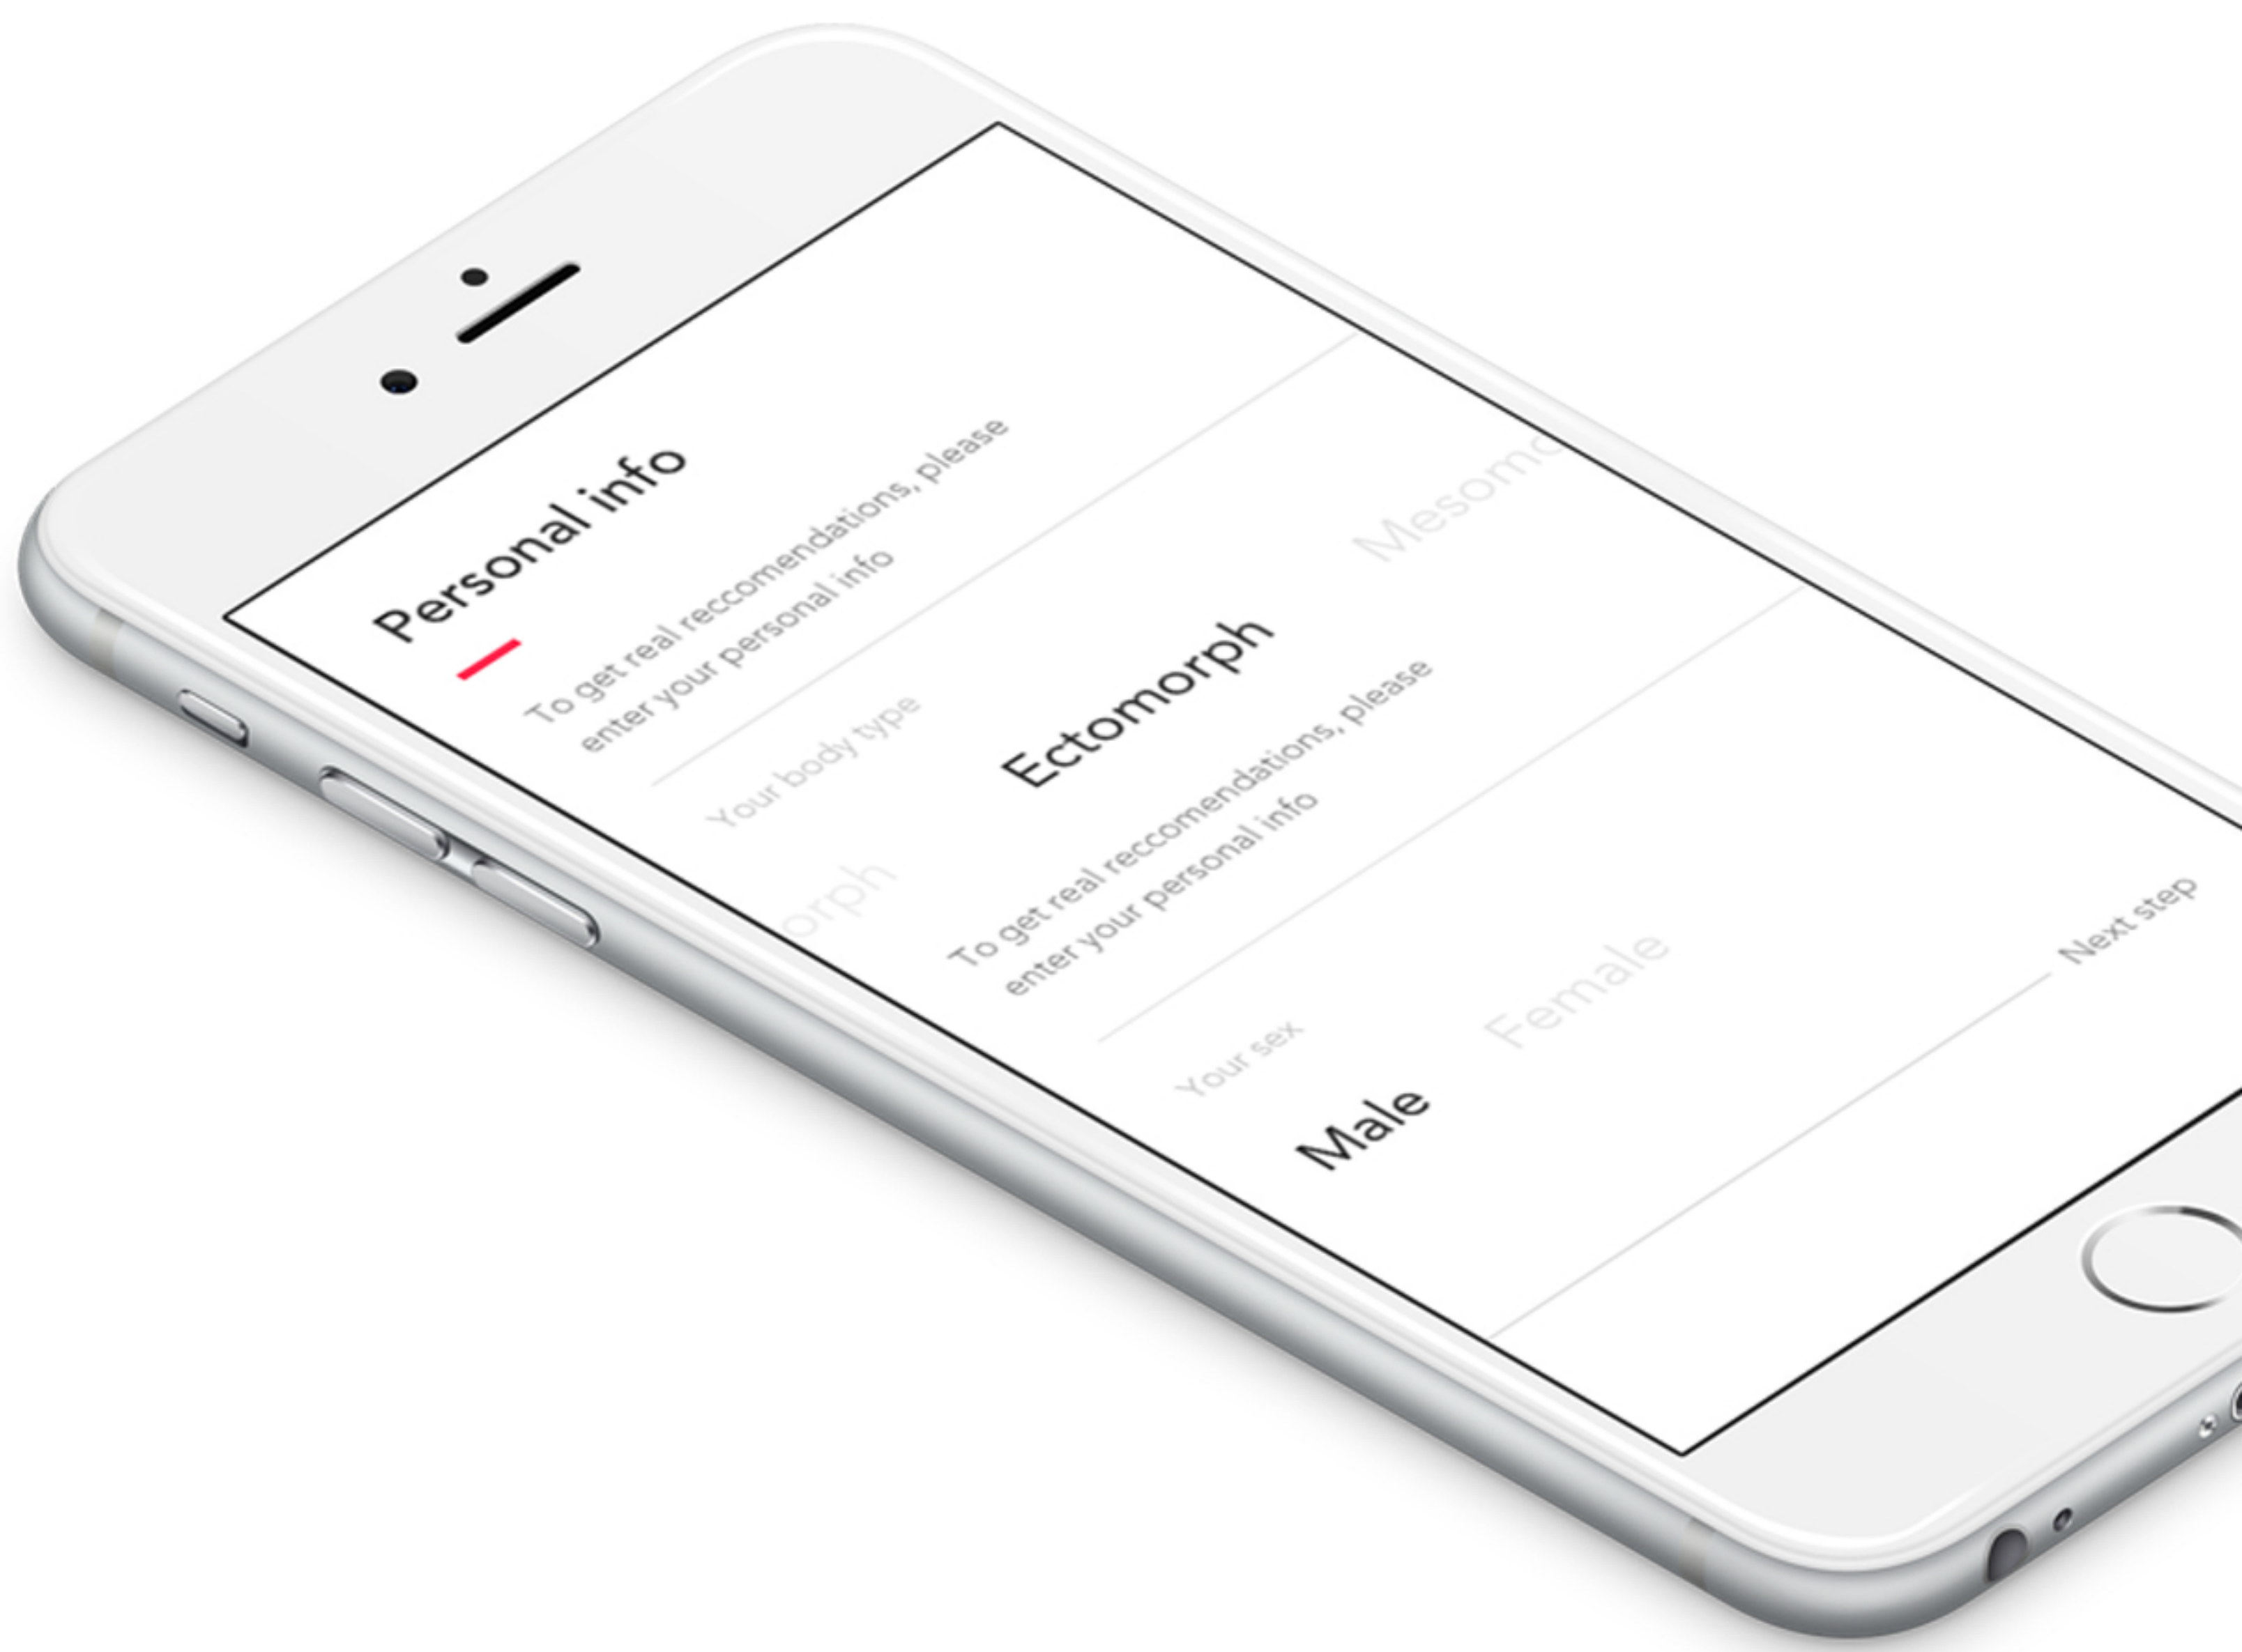 Personal info
To get real reccomendations, please
enter your personal info
Your body type
orph Ectomorph Mesomo
To get real reccomendations, please
enter your personal info
Your sex
Male Female
Next step